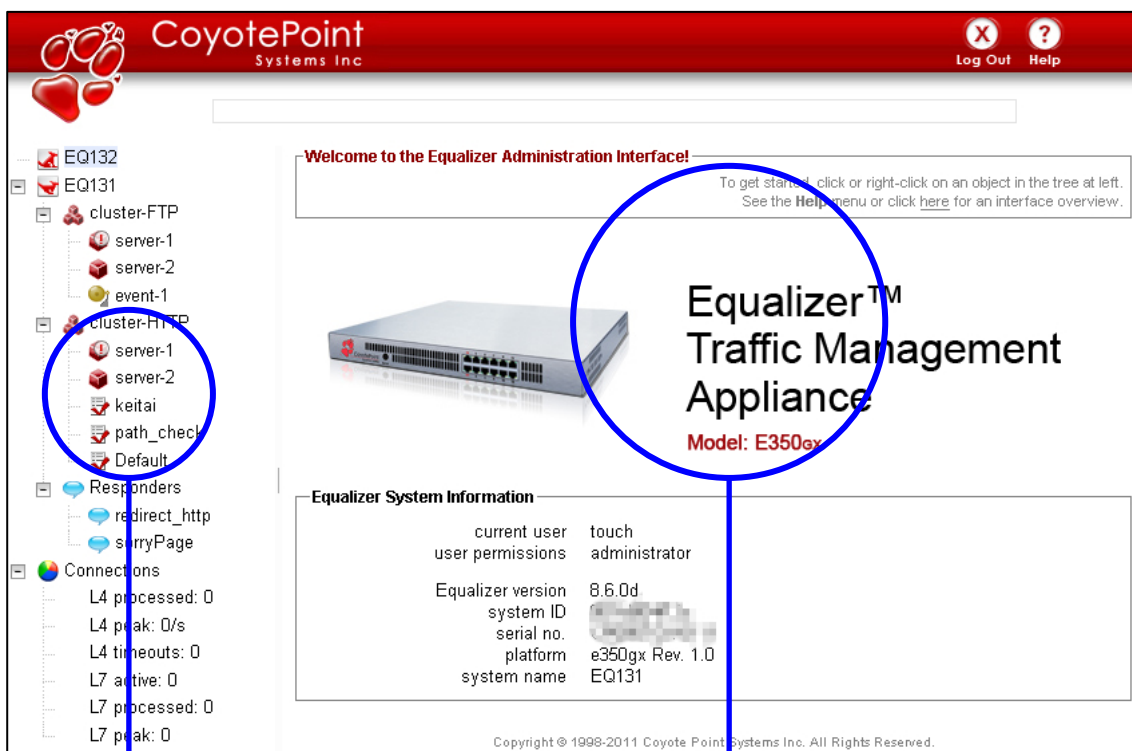 CoyotePoint
Systems Inc
Log Out
Help
EQ132
EQ131
cluster-FTP
server-1
server-2
event-1
cluster-HTTP
server-1
server-2
keitai
path_check
Default
Responders
redirect_http
sorryPage
Connections
L4 processed: 0
L4 peak: 0/s
L4 timeouts: 0
L7 active: 0
L7 processed: 0
L7 peak: 0
Welcome to the Equalizer Administration Interface!
To get started, click or right-click on an object in the tree at left.
See the Help menu or click here for an interface overview.
Equalizer™
Traffic Management
Appliance
Model: E350GX
Equalizer System Information
current user touch
user permissions administrator
Equalizer version 8.6.0d
system ID
serial no.
platform e350gx Rev. 1.0
system name EQ131
Copyright © 1998-2011 Coyote Point Systems Inc. All Rights Reserved.